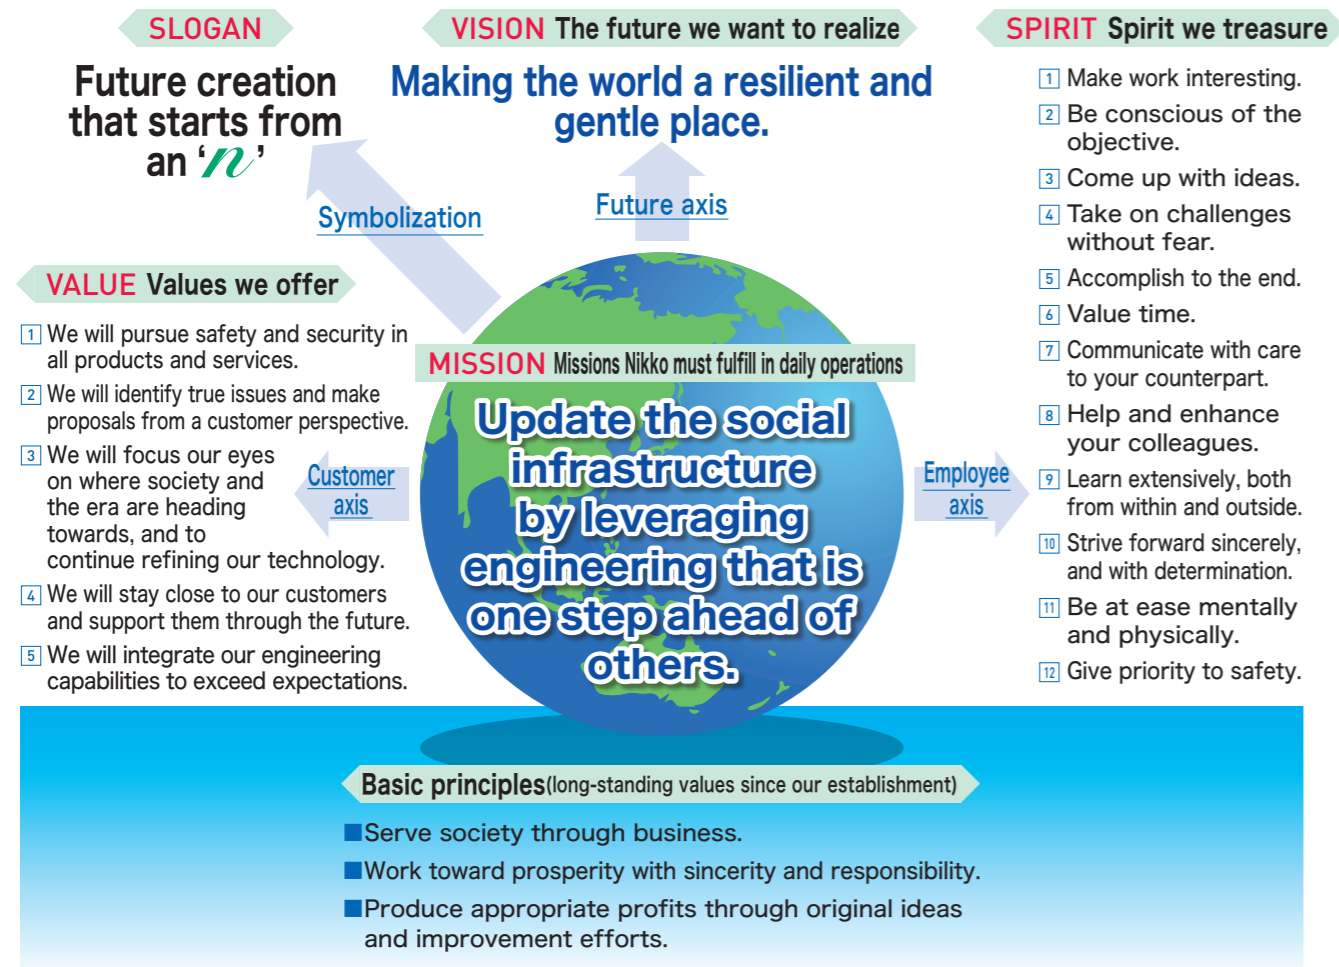 SLOGAN
Future creation
that starts from
an ‘n’
VISION The future we want to realize
Making the world a resilient and
gentle place.
SPIRIT Spirit we treasure
1 Make work interesting.
2 Be conscious of the
objective.
3 Come up with ideas.
4 Take on challenges
without fear.
5 Accomplish to the end.
6 Value time.
7 Communicate with care
to your counterpart.
8 Help and enhance
your colleagues.
9 Learn extensively, both
from within and outside.
10 Strive forward sincerely,
and with determination.
11 Be at ease mentally
and physically.
12 Give priority to safety.
Symbolization
Future axis
VALUE Values we offer
1 We will pursue safety and security in
all products and services.
2 We will identify true issues and make
proposals from a customer perspective.
3 We will focus our eyes
on where society and
the era are heading
towards, and to
continue refining our technology.
4 We will stay close to our customers
and support them through the future.
5 We will integrate our engineering
capabilities to exceed expectations.
Customer
axis
MISSION Missions Nikko must fulfill in daily operations
Update the social
infrastructure
by leveraging
engineering that is
one step ahead of
others.
Employee
axis
Basic principles(long-standing values since our establishment)
■Serve society through business.
■Work toward prosperity with sincerity and responsibility.
■Produce appropriate profits through original ideas
and improvement efforts.